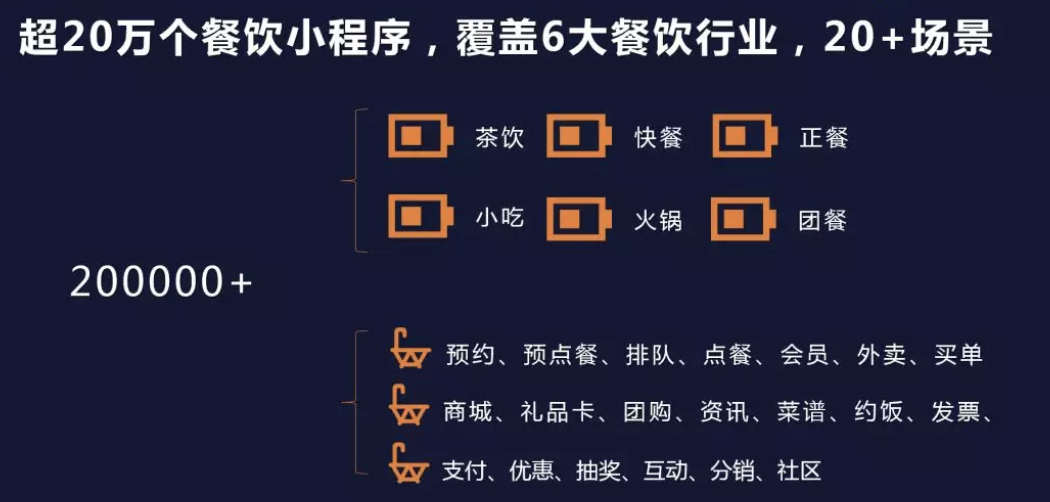 超20万个餐饮小程序，覆盖6大餐饮行业，20+场景
茶饮 快餐 正餐
小吃 火锅 团餐
200000+
预约、预点餐、排队、点餐、会员、外卖、买单
商城、礼品卡、团购、资讯、菜谱、约饭、发票、
支付、优惠、抽奖、互动、分销、社区